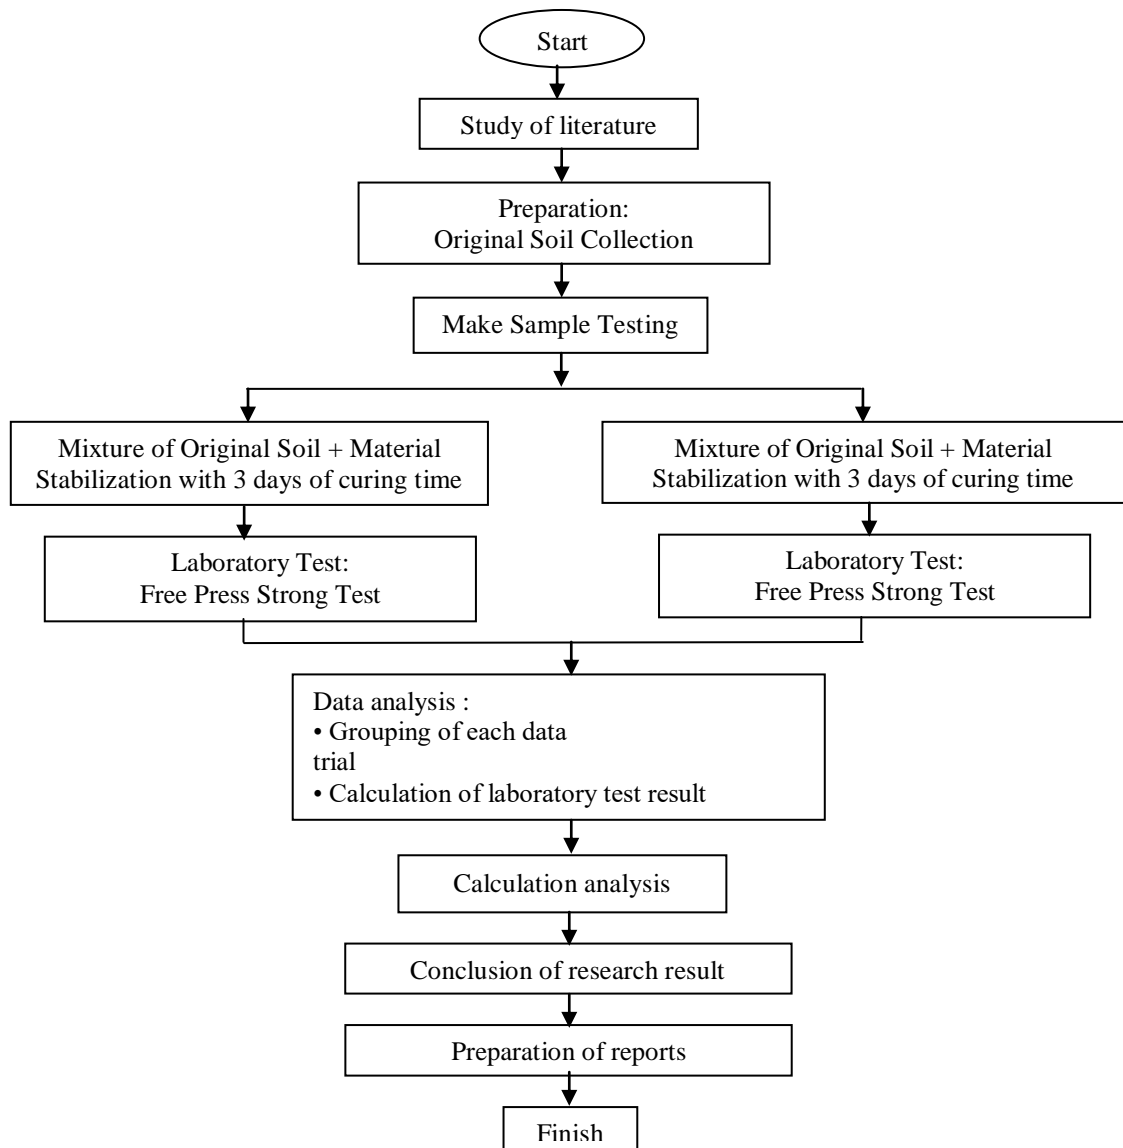 Start
Study of literature
Preparation:
Original Soil Collection
Make Sample Testing
Mixture of Original Soil + Material
Stabilization with 3 days of curing time
Mixture of Original Soil + Material
Stabilization with 3 days of curing time
Laboratory Test:
Free Press Strong Test
Laboratory Test:
Free Press Strong Test
Data analysis :
• Grouping of each data
trial
• Calculation of laboratory test result
Calculation analysis
Conclusion of research result
Preparation of reports
Finish